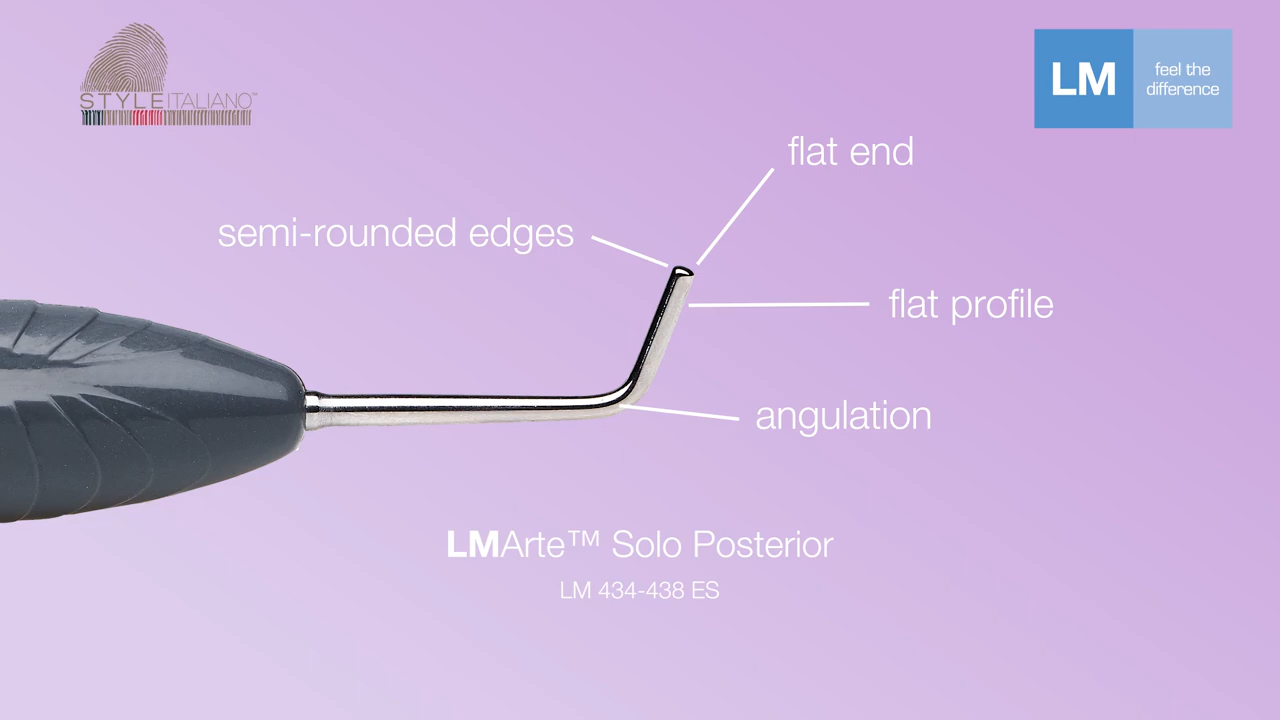 STYLEITALIANO™
LM
feel the
difference
flat end
semi-rounded edges
flat profile
angulation
LMArte™ Solo Posterior
LM 434-438 ES